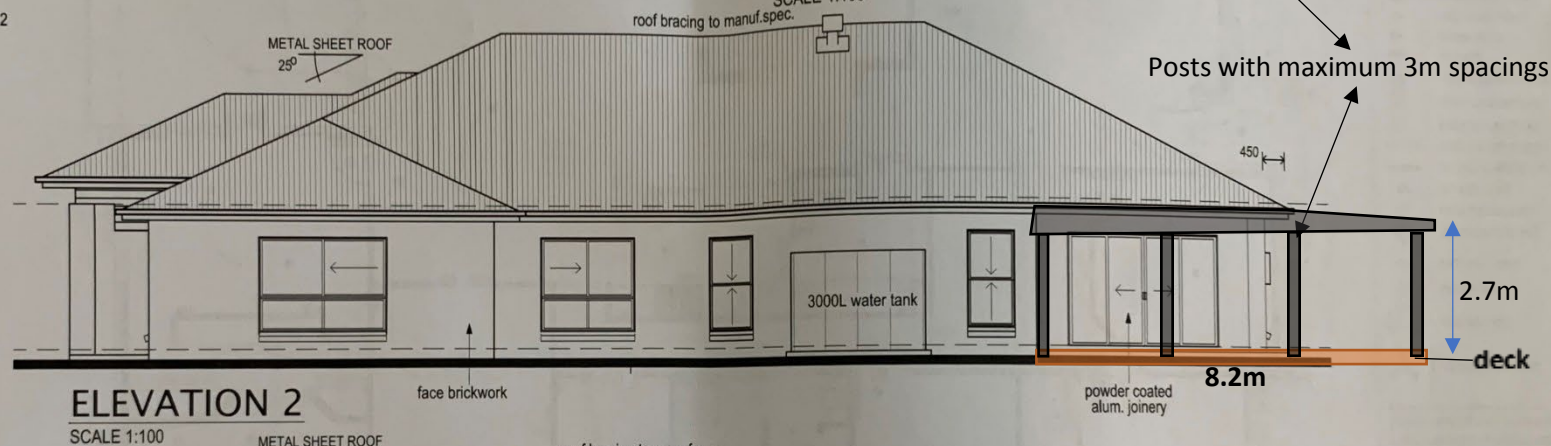 2
roof bracing to manuf.spec.
METAL SHEET ROOF
25º
Posts with maximum 3m spacings
450
2.7m
3000L water tank
deck
8.2m
face brickwork
powder coated
alum. joinery
ELEVATION 2
SCALE 1:100
METAL SHEET ROOF